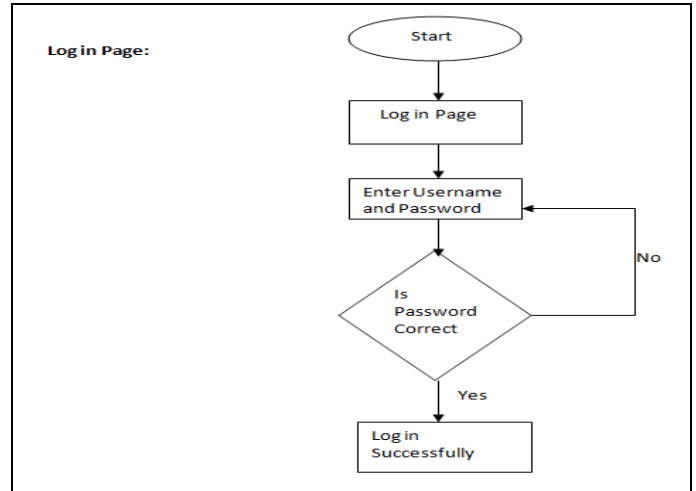 Log in Page:
Start
Log in Page
Enter Username
and Password
No
Is
Password
Correct
Yes
Log in
Successfully